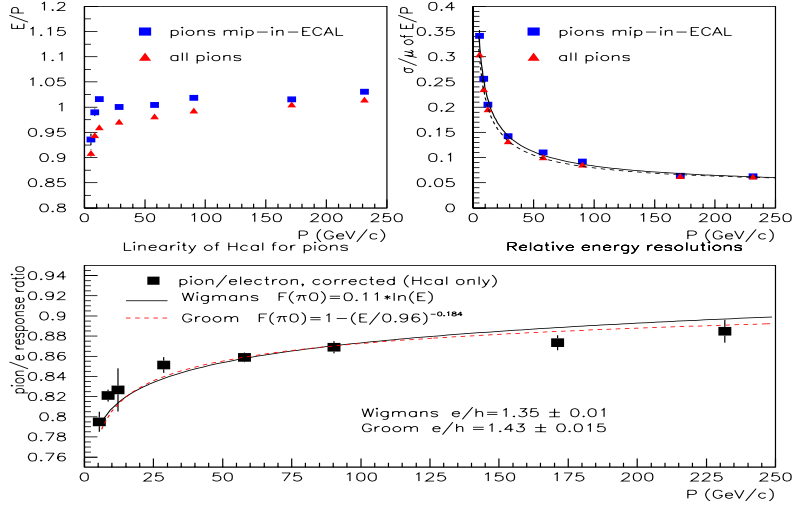 E/P
1.2
1.15
1.1
1.05
1
0.95
0.9
0.85
0.8
pions mip−in−ECAL
all pions
0 50 100 150 200 250
P (GeV/c)
Linearity of Hcal for pions
σ/μ of E/P
0.4
0.35
0.3
0.25
0.2
0.15
0.1
0.05
0
pions mip−in−ECAL
all pions
0 50 100 150 200 250
P (GeV/c)
Relative energy resolutions
pion/e response ratio
0.94
0.92
0.9
0.88
0.86
0.84
0.82
0.8
0.78
0.76
pion/electron, corrected (Hcal only)
Wigmans F(π0)=0.11*ln(E)
Groom F(π0)=1−(E/0.96)−0.184
Wigmans e/h=1.35 ± 0.01
Groom e/h=1.43 ± 0.015
0 25 50 75 100 125 150 175 200 225 250
P (GeV/c)